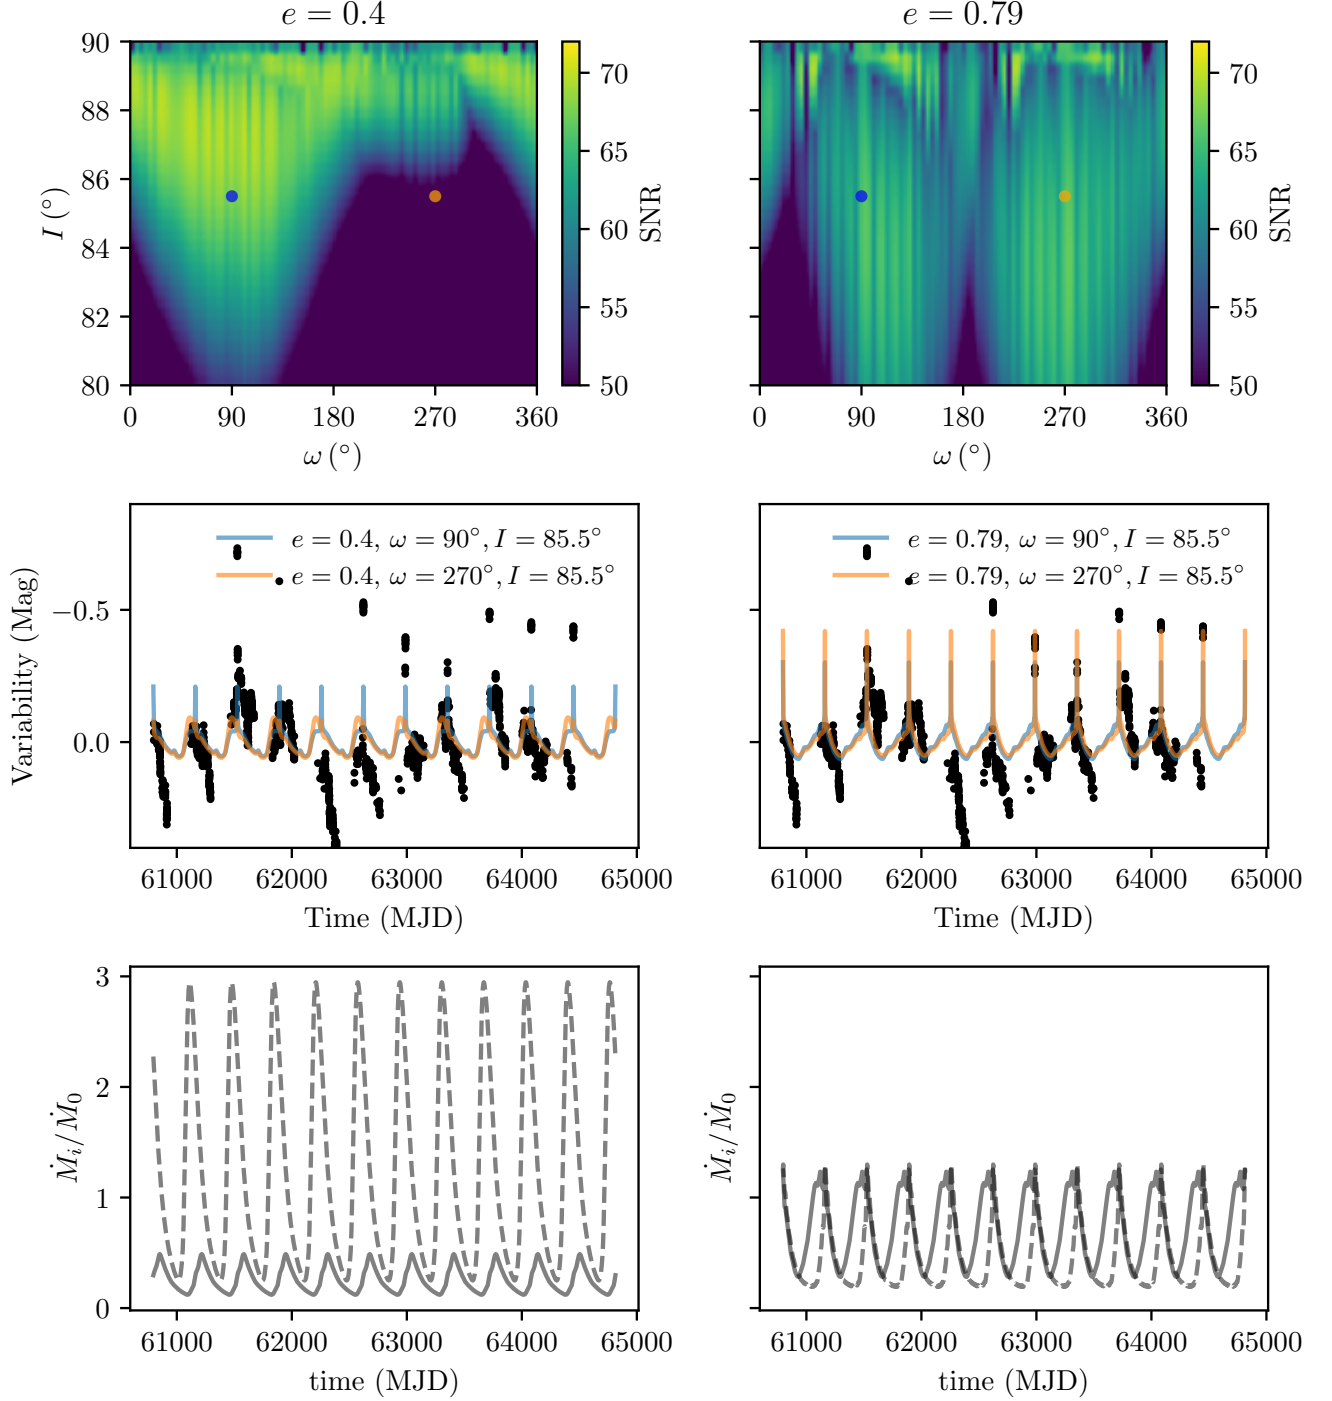 e = 0.4
e = 0.79
90
88
86
84
82
80
I (°)
0
90
180
270
360
ω (°)
70
65
60
55
50
SNR
0
90
180
270
360
ω (°)
70
65
60
55
50
SNR
Variability (Mag)
−0.5
0.0
e = 0.4, ω = 90°, I = 85.5°
e = 0.4, ω = 270°, I = 85.5°
61000
62000
63000
64000
65000
Time (MJD)
e = 0.79, ω = 90°, I = 85.5°
e = 0.79, ω = 270°, I = 85.5°
61000
62000
63000
64000
65000
Time (MJD)
Ṁi/Ṁ0
3
2
1
0
61000
62000
63000
64000
65000
time (MJD)
Ṁi/Ṁ0
61000
62000
63000
64000
65000
time (MJD)